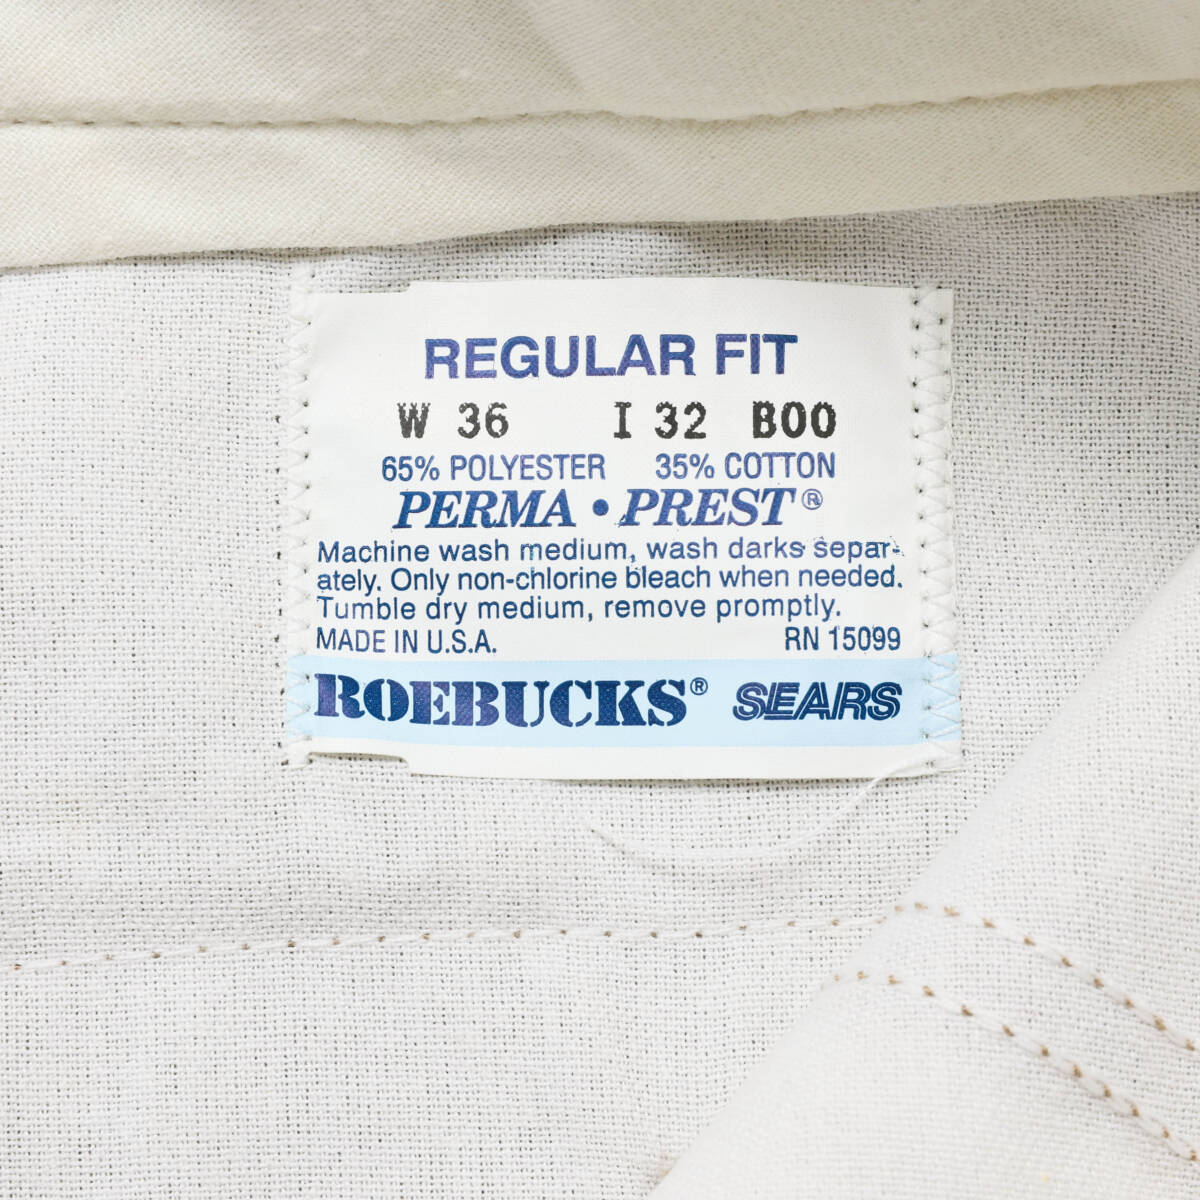 REGULAR FIT
W 36 I 32 B00
65% POLYESTER 35% COTTON
PERMA • PREST®
Machine wash medium, wash darks separ-
ately. Only non-chlorine bleach when needed.
Tumble dry medium, remove promptly.
MADE IN U.S.A. RN 15099
ROEBUCKS® SEARS